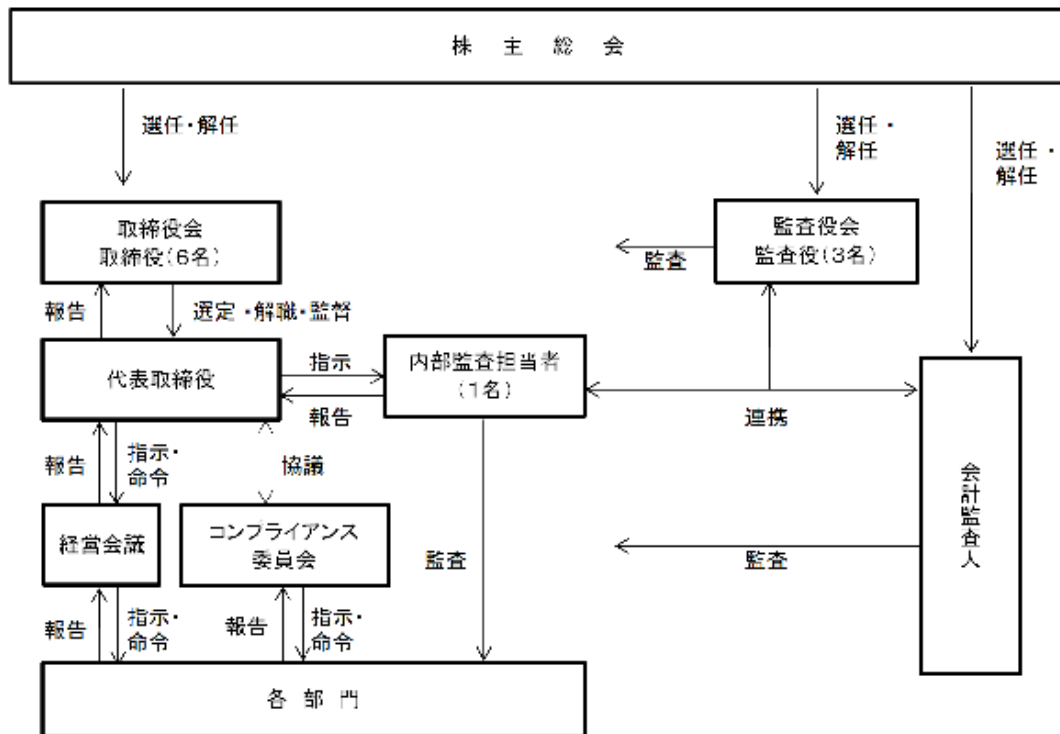 株 主 総 会
選任・解任
選任・
解任
選任・
解任
取締役会
取締役(6名)
監査役会
監査役(3名)
監査
報告
選定・解職・監督
代表取締役
指示
報告
内部監査担当者
(1名)
連携
報告
指示・
命令
協議
会計監査人
経営会議
コンプライアンス
委員会
監査
監査
報告
指示・
命令
報告
指示・
命令
各 部 門